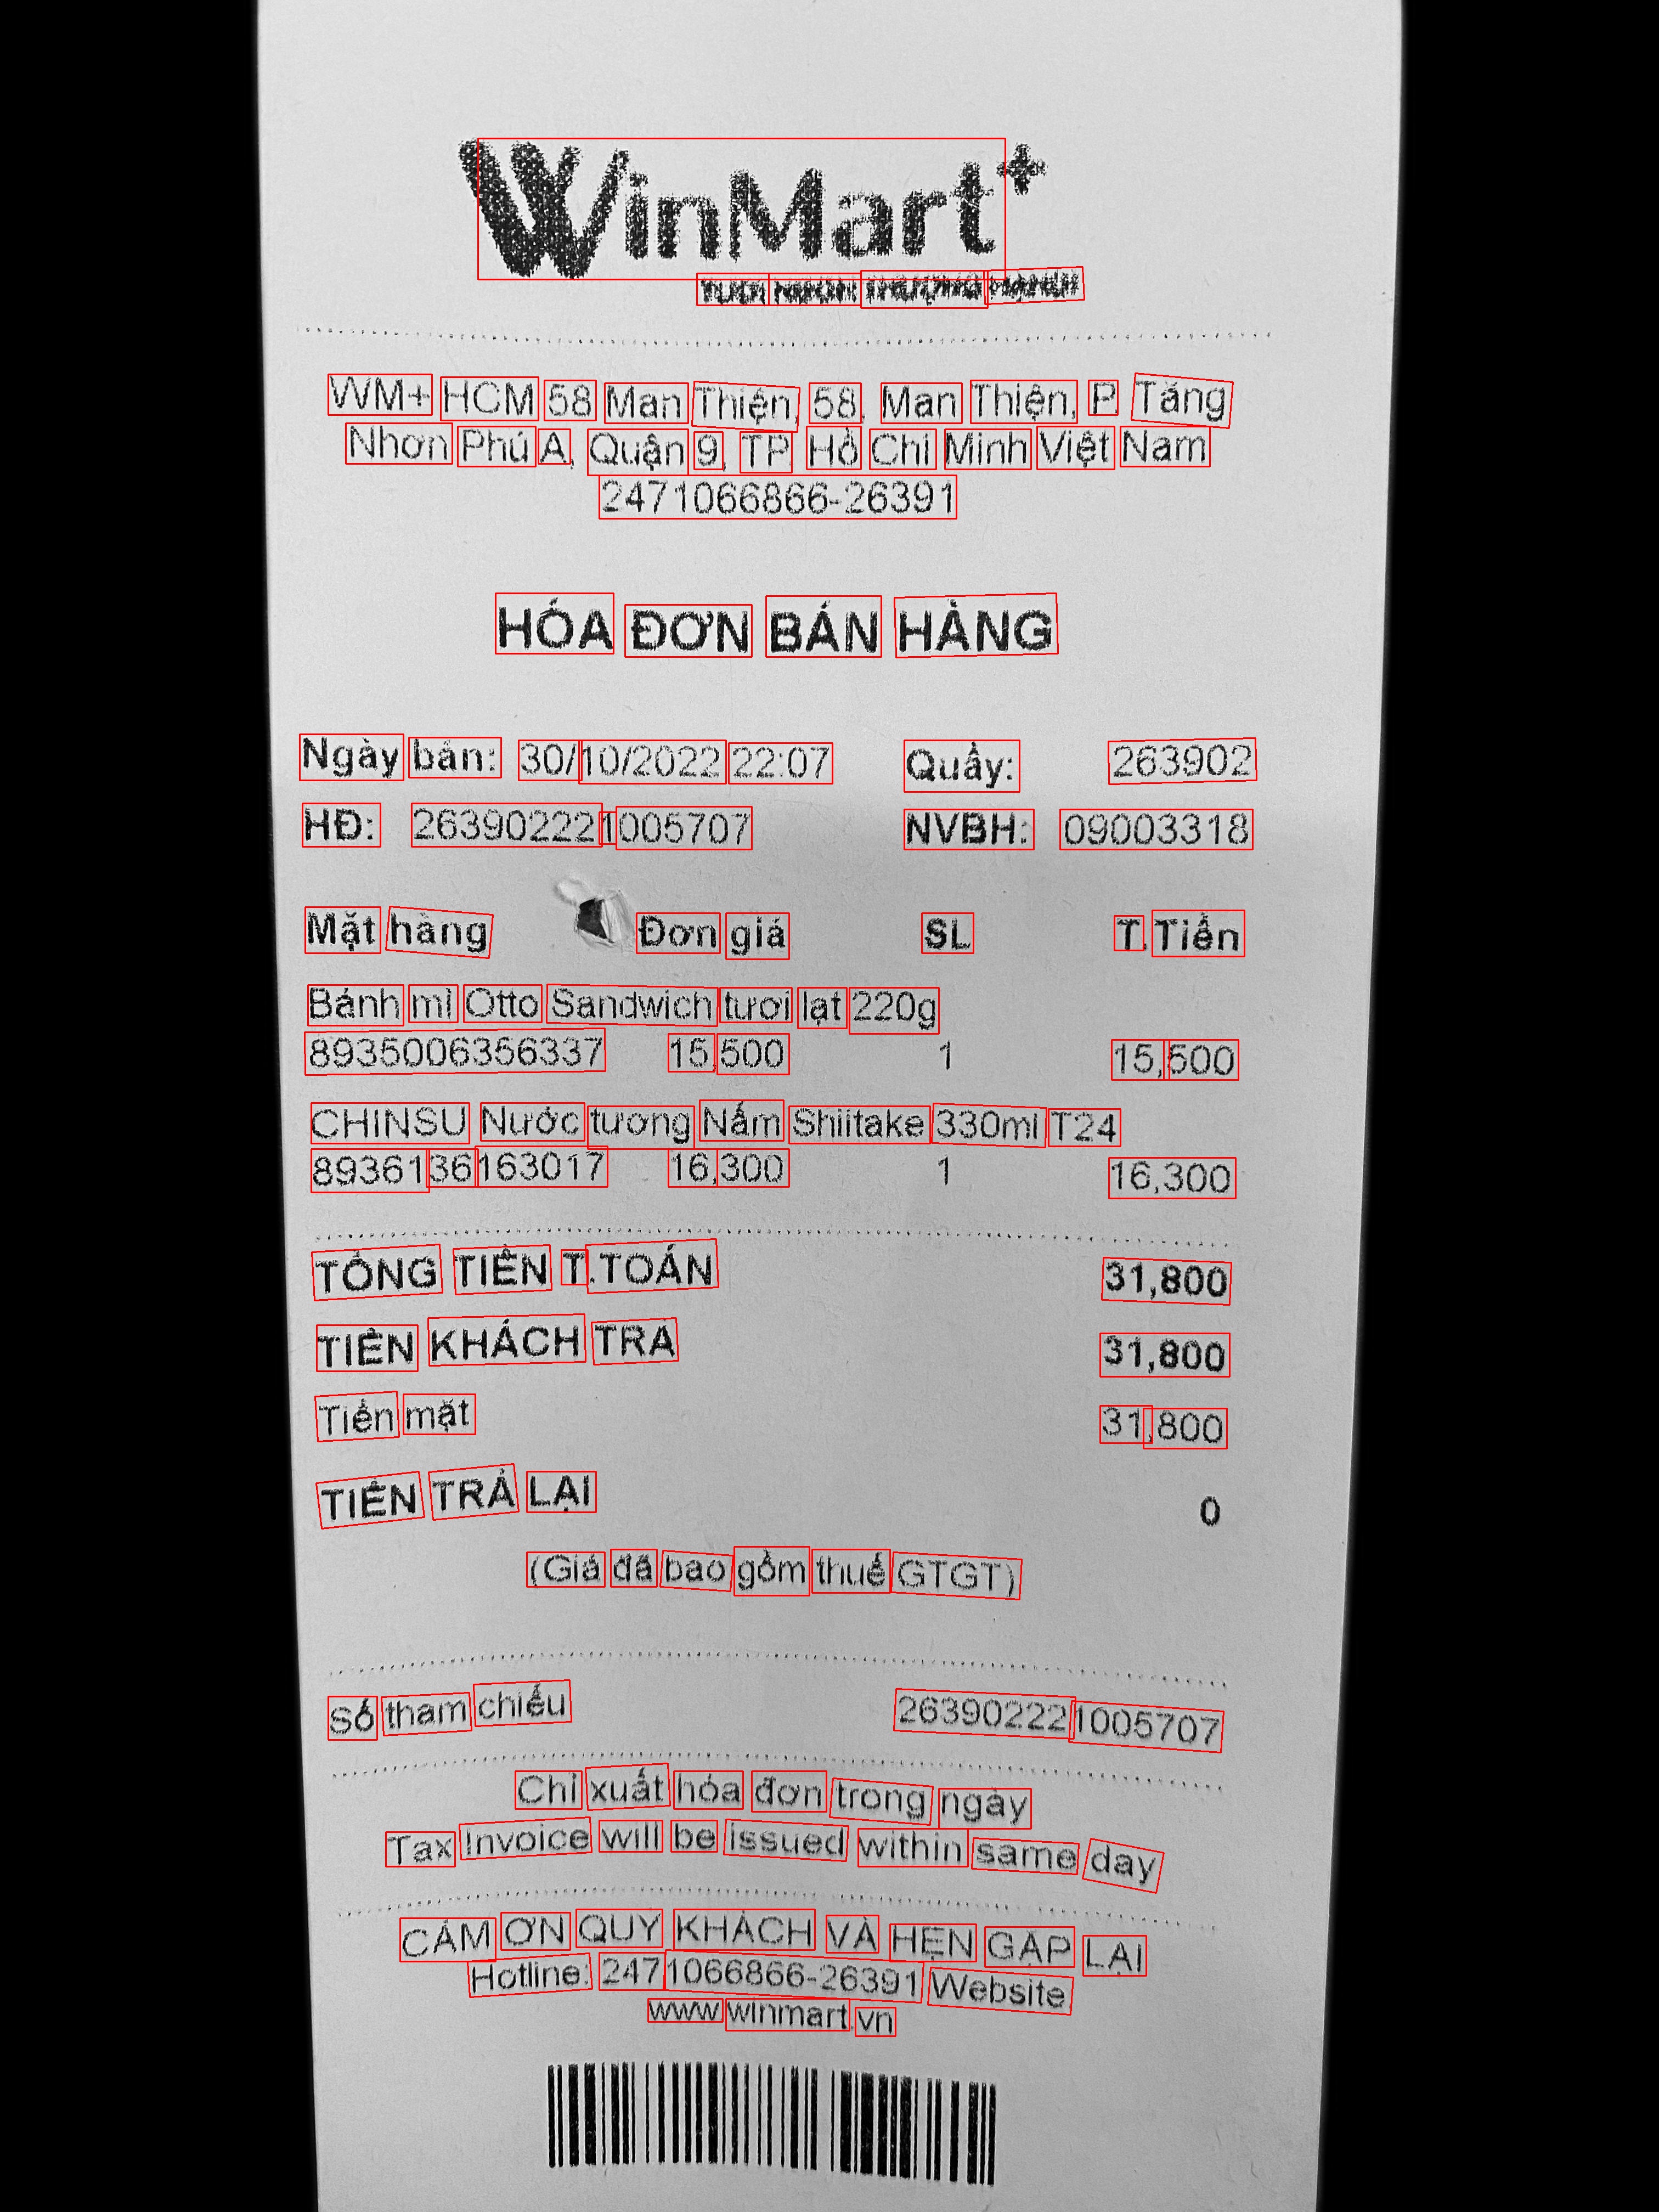 WinMart+
WM+ HCM 58 Man Thiện, 58, Man Thiện, P. Tăng
Nhơn Phú A, Quận 9, TP. Hồ Chí Minh Việt Nam
2471066866-26391
HÓA ĐƠN BÁN HÀNG
Ngày bán: 30/10/2022 22:07 Quầy: 263902
HĐ: 263902221005707 NVBH: 09003318
Mặt hàng Đơn giá SL T.Tiền
Bánh mì Otto Sandwich tươi lạt 220g
8935006356337 15,500 1 15,500
CHINSU Nước tương Nấm Shiitake 330ml T24
8936136163017 16,300 1 16,300
TỔNG TIỀN T.TOÁN 31,800
TIỀN KHÁCH TRẢ 31,800
Tiền mặt 31,800
TIỀN TRẢ LẠI 0
(Giá đã bao gồm thuế GTGT)
Số tham chiếu 263902221005707
Chỉ xuất hóa đơn trong ngày
Tax Invoice will be issued within same day
CẢM ƠN QUÝ KHÁCH VÀ HẸN GẶP LẠI
Hotline: 2471066866-26391 Website
www.winmart.vn